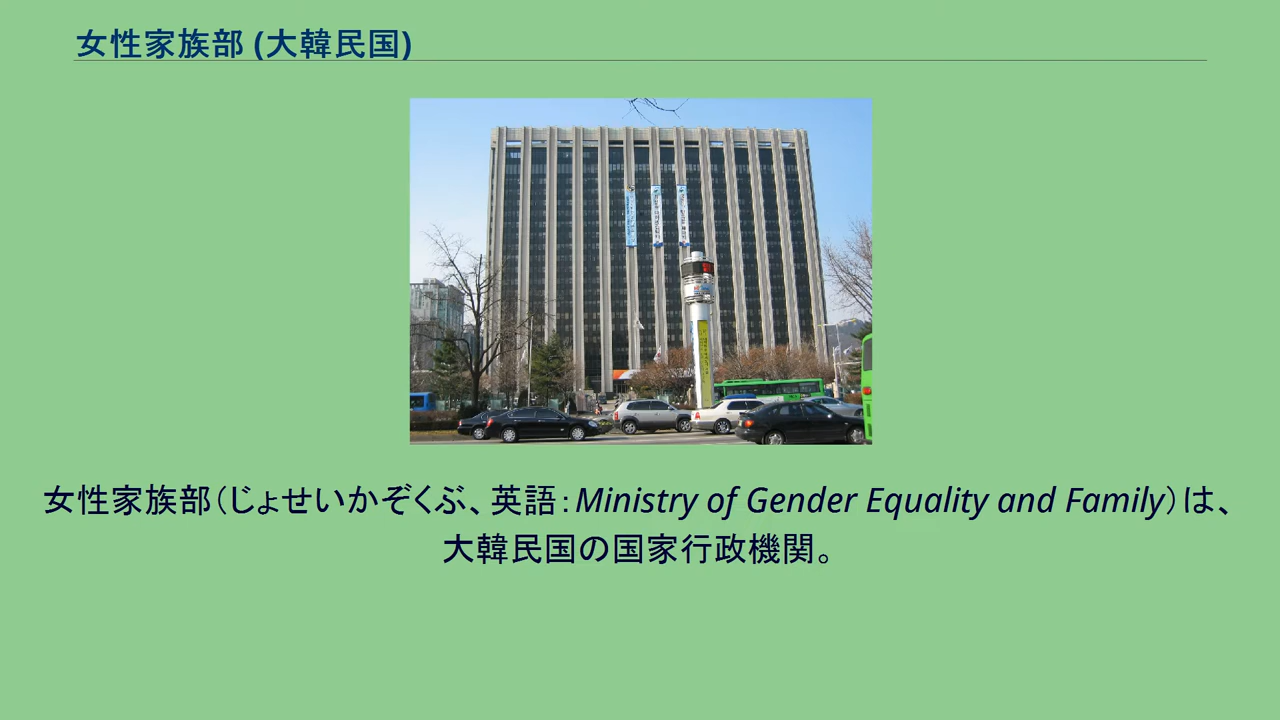 女性家族部 (大韓民国)
女性家族部（じょせいかぞくぶ、英語：Ministry of Gender Equality and Family）は、
大韓民国の国家行政機関。